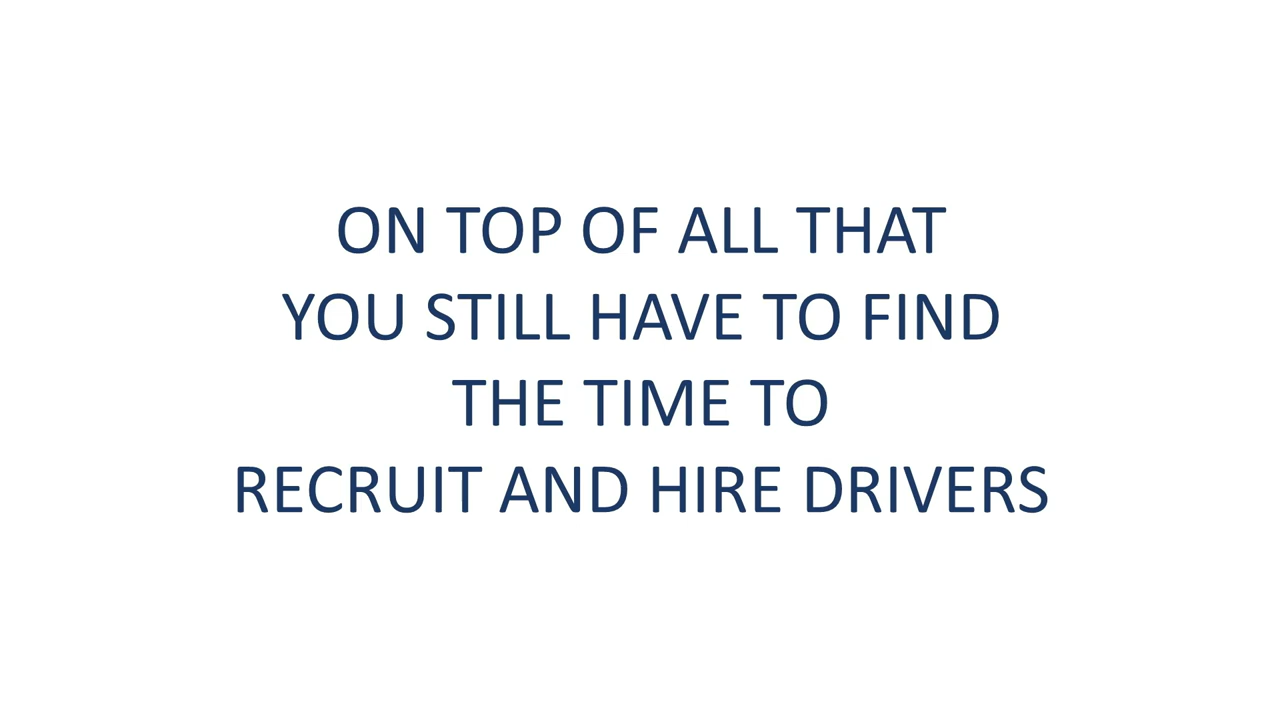 ON TOP OF ALL THAT
YOU STILL HAVE TO FIND
THE TIME TO
RECRUIT AND HIRE DRIVERS